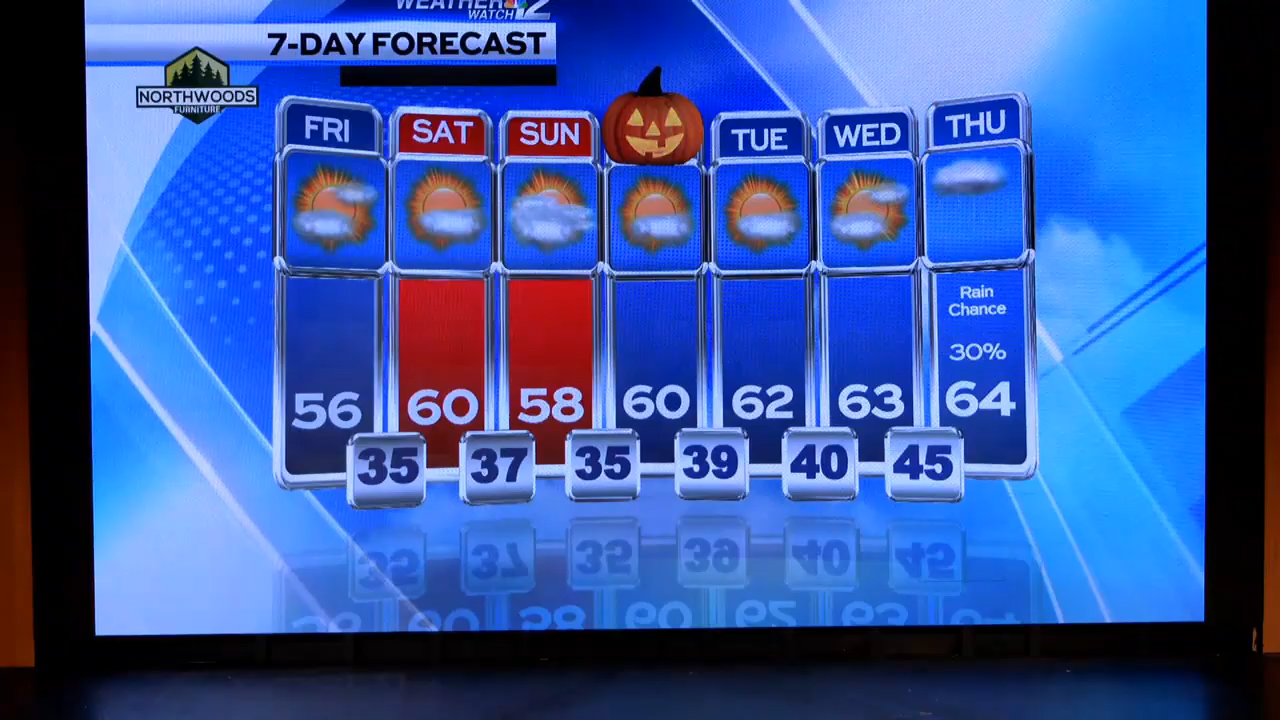 WEATHER
WATCH 12
7-DAY FORECAST
NORTHWOODS
FURNITURE
FRI SAT SUN TUE WED THU
Rain
Chance
30%
56 60 58 60 62 63 64
35 37 35 39 40 45